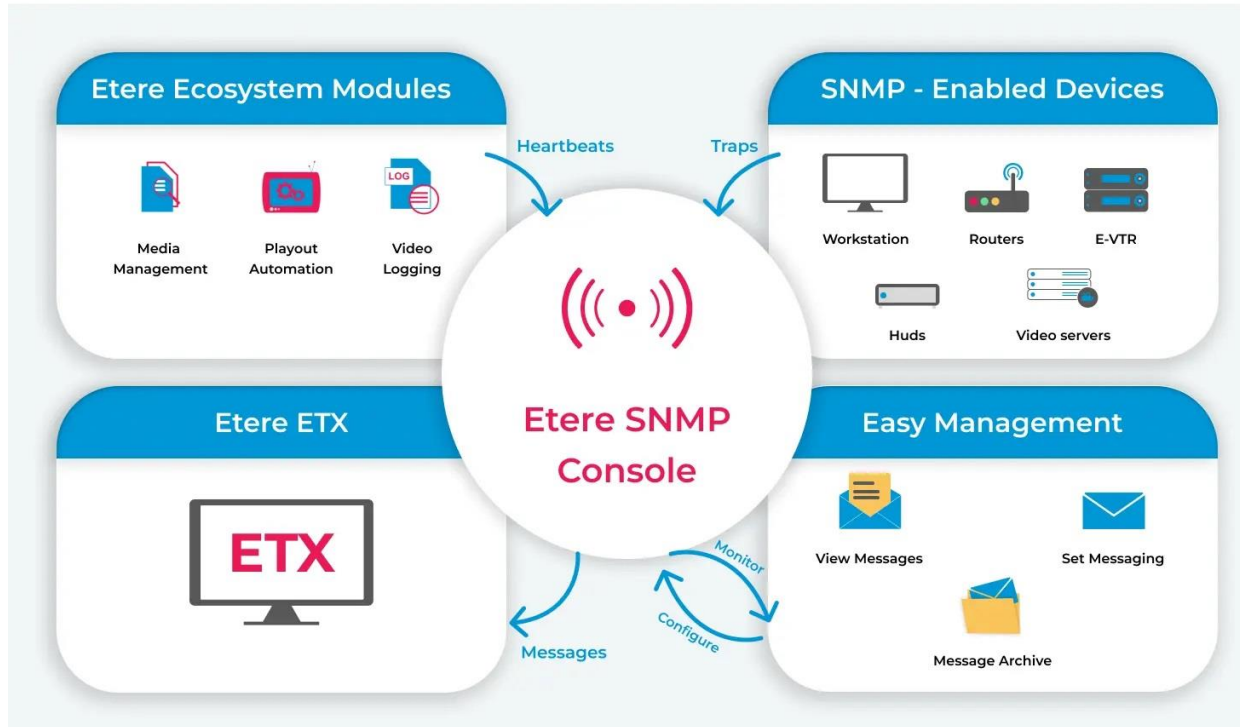 Etere Ecosystem Modules
Media
Management
Playout
Automation
LOG
Video
Logging
Heartbeats
Traps
SNMP - Enabled Devices
Workstation
Routers
E-VTR
Huds
Video servers
Etere SNMP
Console
Etere ETX
ETX
Messages
Monitor
Configure
Easy Management
View Messages
Set Messaging
Message Archive